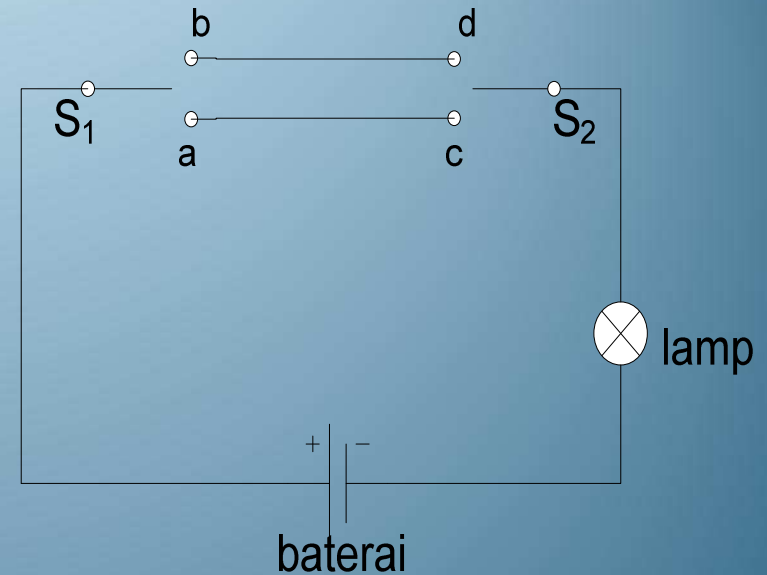 b d
S₁ S₂
a c
lamp
+ −
baterai